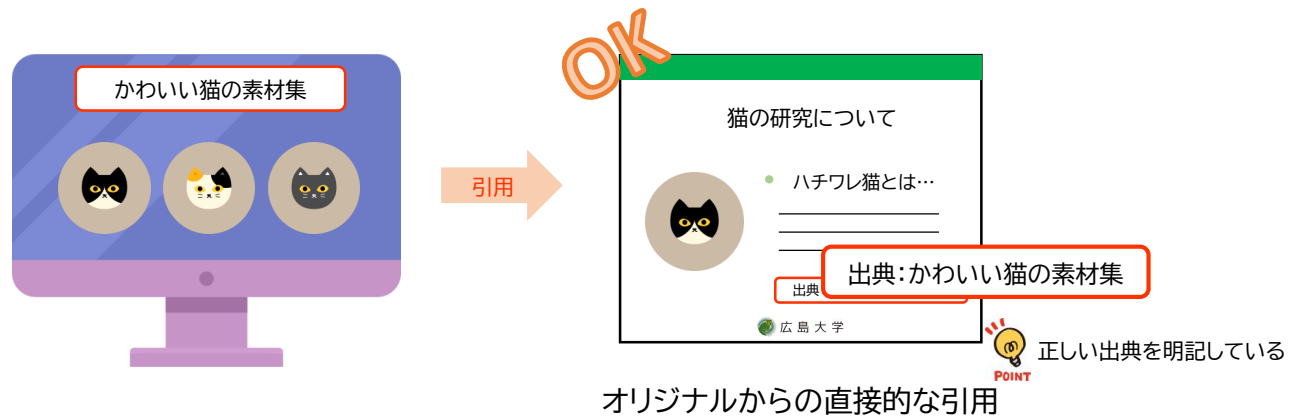 かわいい猫の素材集
引用
OK
猫の研究について
• ハチワレ猫とは…
出典
出典：かわいい猫の素材集
広島大学
POINT
正しい出典を明記している
オリジナルからの直接的な引用